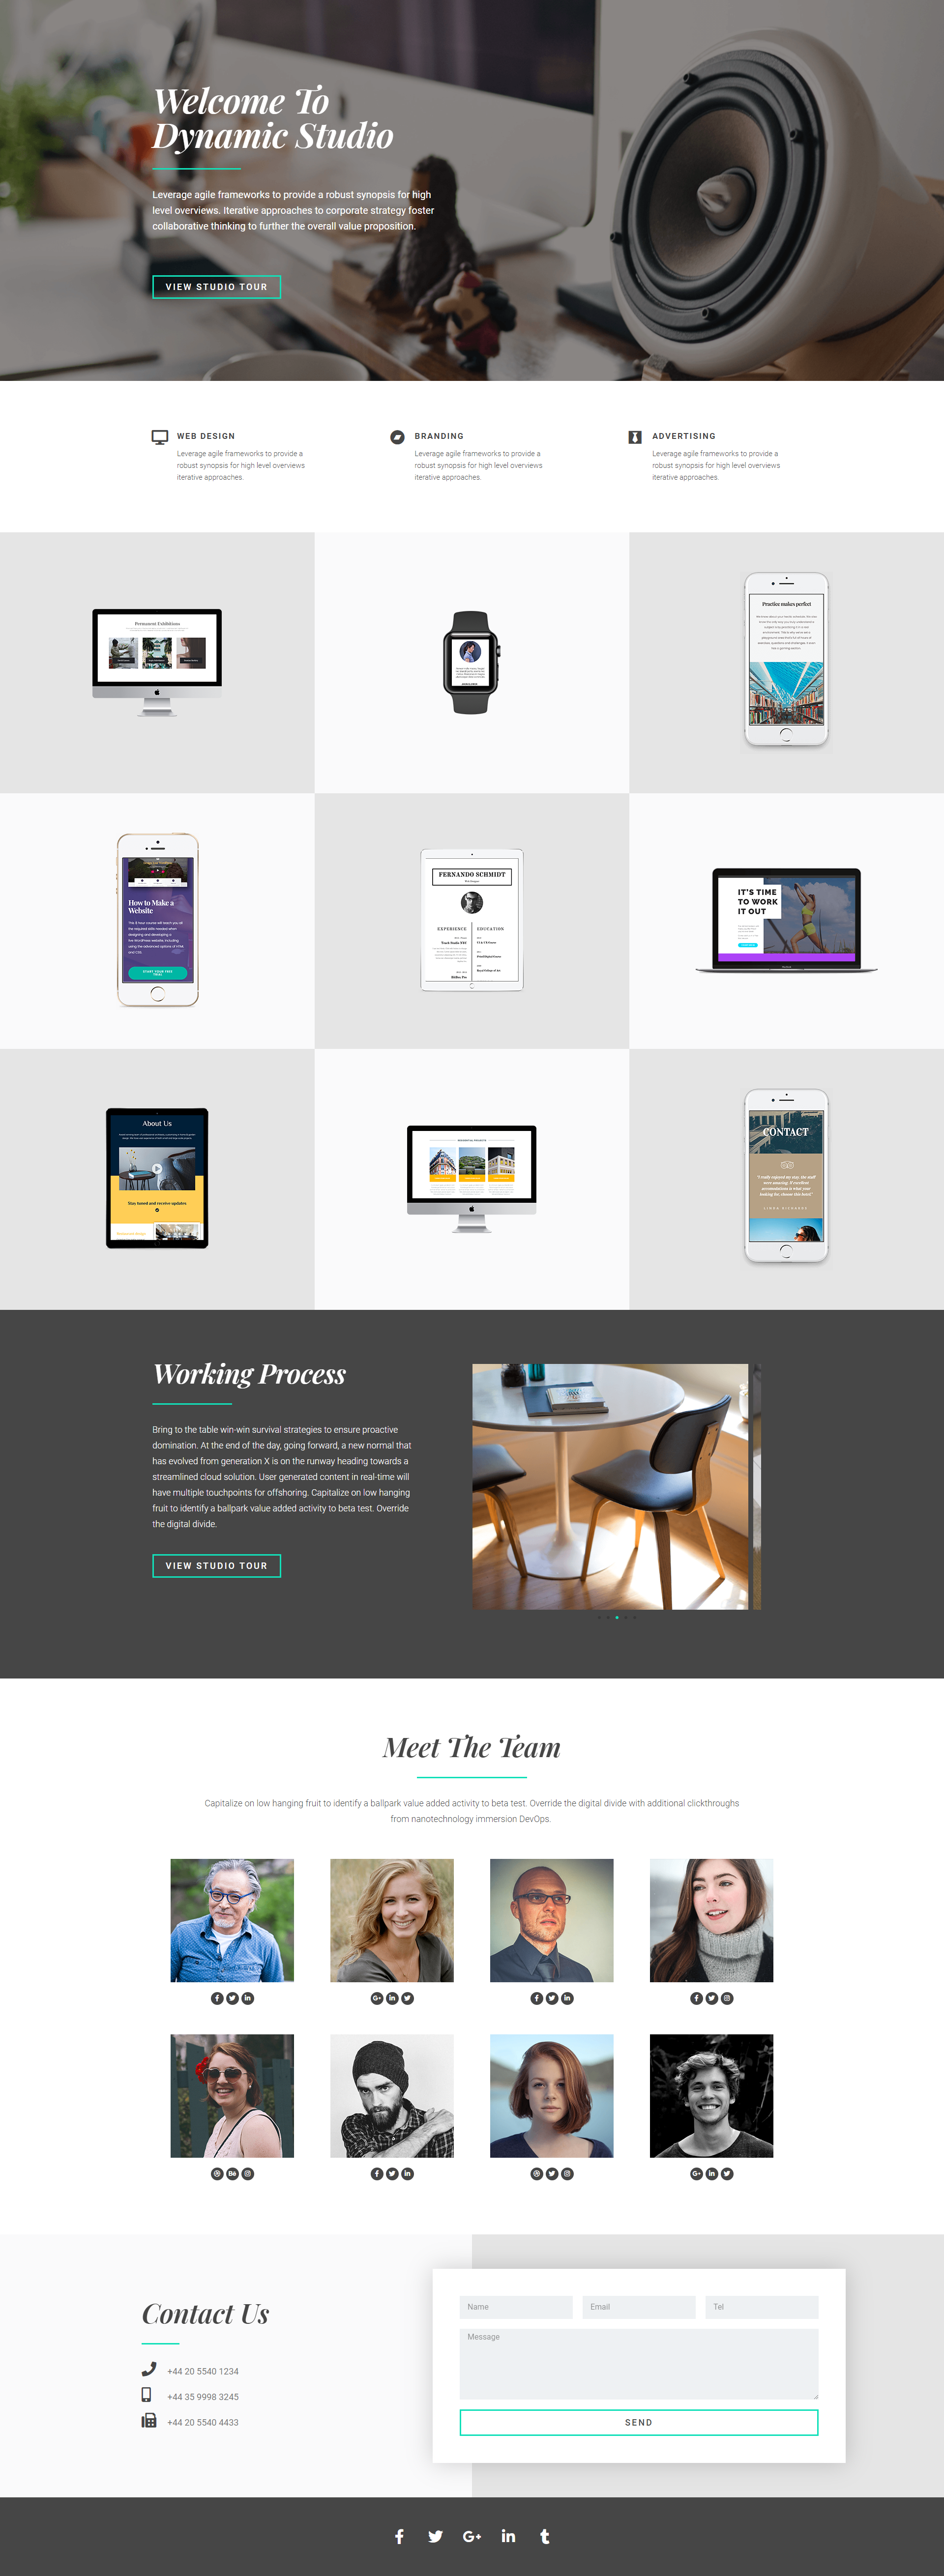 Welcome To
Dynamic Studio
Leverage agile frameworks to provide a robust synopsis for high
level overviews. Iterative approaches to corporate strategy foster
collaborative thinking to further the overall value proposition.
VIEW STUDIO TOUR
WEB DESIGN
Leverage agile frameworks to provide a
robust synopsis for high level overviews
iterative approaches.
BRANDING
Leverage agile frameworks to provide a
robust synopsis for high level overviews
iterative approaches.
ADVERTISING
Leverage agile frameworks to provide a
robust synopsis for high level overviews
iterative approaches.
Permanent Exhibitions
Practice makes perfect
How to Make a
Website
START YOUR FREE
TRIAL
FERNANDO SCHMIDT
EXPERIENCE
EDUCATION
IT'S TIME
TO WORK
IT OUT
About Us
Stay tuned and receive updates
CONTACT
Working Process
Bring to the table win-win survival strategies to ensure proactive
domination. At the end of the day, going forward, a new normal that
has evolved from generation X is on the runway heading towards a
streamlined cloud solution. User generated content in real-time will
have multiple touchpoints for offshoring. Capitalize on low hanging
fruit to identify a ballpark value added activity to beta test. Override
the digital divide.
VIEW STUDIO TOUR
Meet The Team
Capitalize on low hanging fruit to identify a ballpark value added activity to beta test. Override the digital divide with additional clickthroughs
from nanotechnology immersion DevOps.
Contact Us
+44 20 5540 1234
+44 35 9998 3245
+44 20 5540 4433
Name
Email
Tel
Message
SEND